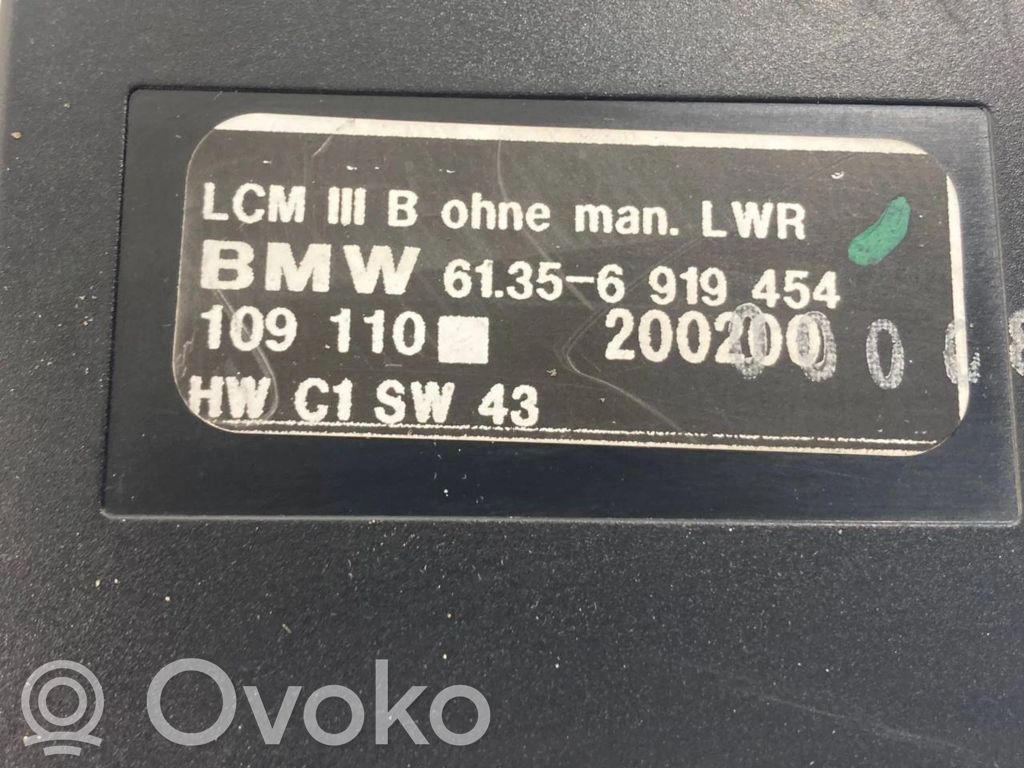 LCM III B ohne man. LWR
BMW 61.35-6 919 454
109 110 200200
HW C1 SW 43
Ovoko